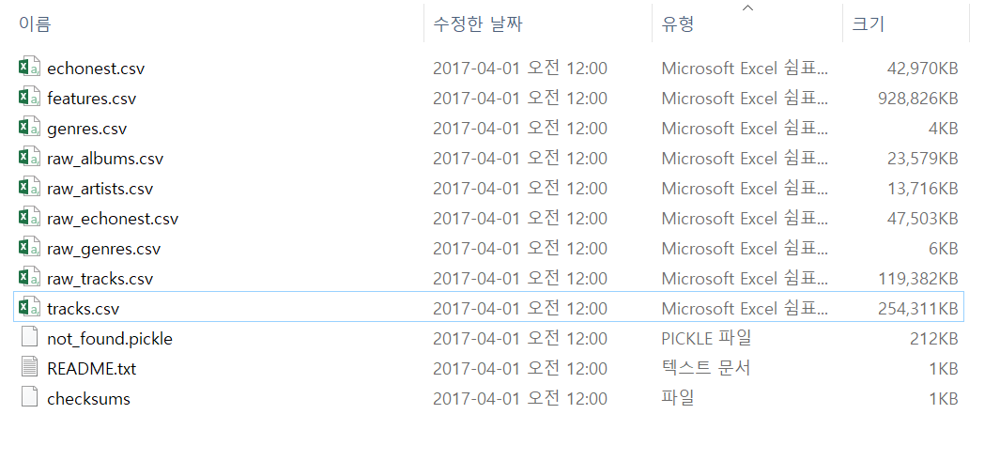 이름 수정한 날짜 유형 크기
echonest.csv 2017-04-01 오전 12:00 Microsoft Excel 쉼표... 42,970KB
features.csv 2017-04-01 오전 12:00 Microsoft Excel 쉼표... 928,826KB
genres.csv 2017-04-01 오전 12:00 Microsoft Excel 쉼표... 4KB
raw_albums.csv 2017-04-01 오전 12:00 Microsoft Excel 쉼표... 23,579KB
raw_artists.csv 2017-04-01 오전 12:00 Microsoft Excel 쉼표... 13,716KB
raw_echonest.csv 2017-04-01 오전 12:00 Microsoft Excel 쉼표... 47,503KB
raw_genres.csv 2017-04-01 오전 12:00 Microsoft Excel 쉼표... 6KB
raw_tracks.csv 2017-04-01 오전 12:00 Microsoft Excel 쉼표... 119,382KB
tracks.csv 2017-04-01 오전 12:00 Microsoft Excel 쉼표... 254,311KB
not_found.pickle 2017-04-01 오전 12:00 PICKLE 파일 212KB
README.txt 2017-04-01 오전 12:00 텍스트 문서 1KB
checksums 2017-04-01 오전 12:00 파일 1KB